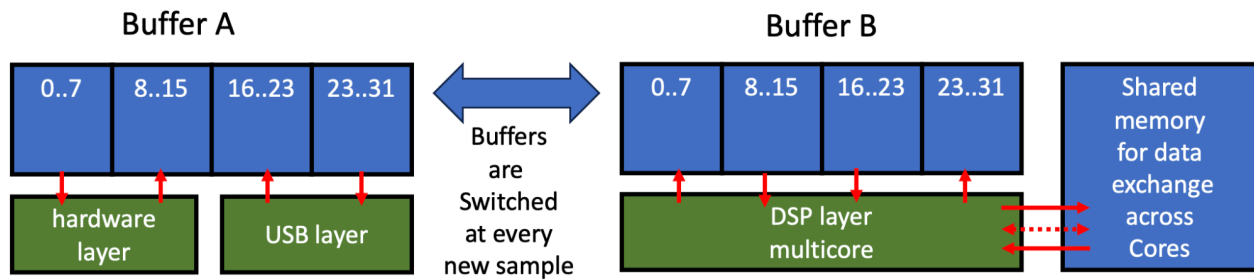 Buffer A
0..7
8..15
16..23
23..31
hardware
layer
USB layer
Buffers
are
Switched
at every
new sample
Buffer B
0..7
8..15
16..23
23..31
DSP layer
multicore
Shared
memory
for data
exchange
across
Cores